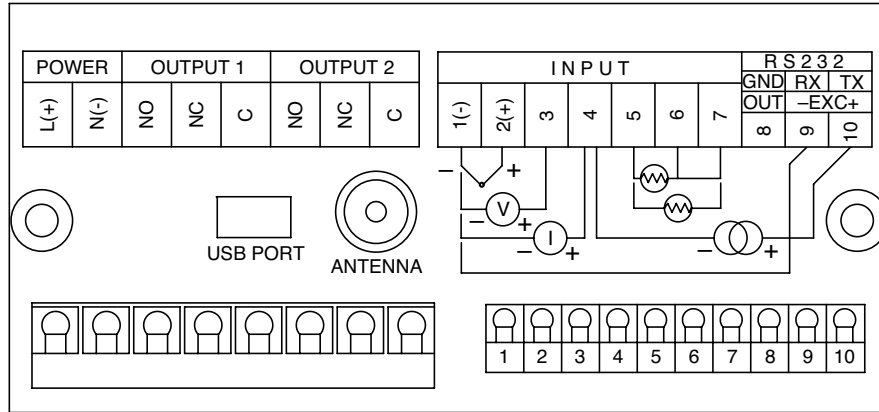 POWER OUTPUT 1 OUTPUT 2
L(+) N(-) NO NC C NO NC C
INPUT
1(-) 2(+) 3 4 5 6 7
RS232
GND RX TX
OUT –EXC+
8 9 10
– +
V
– +
I
– +
– +
USB PORT
ANTENNA
1 2 3 4 5 6 7 8 9 10